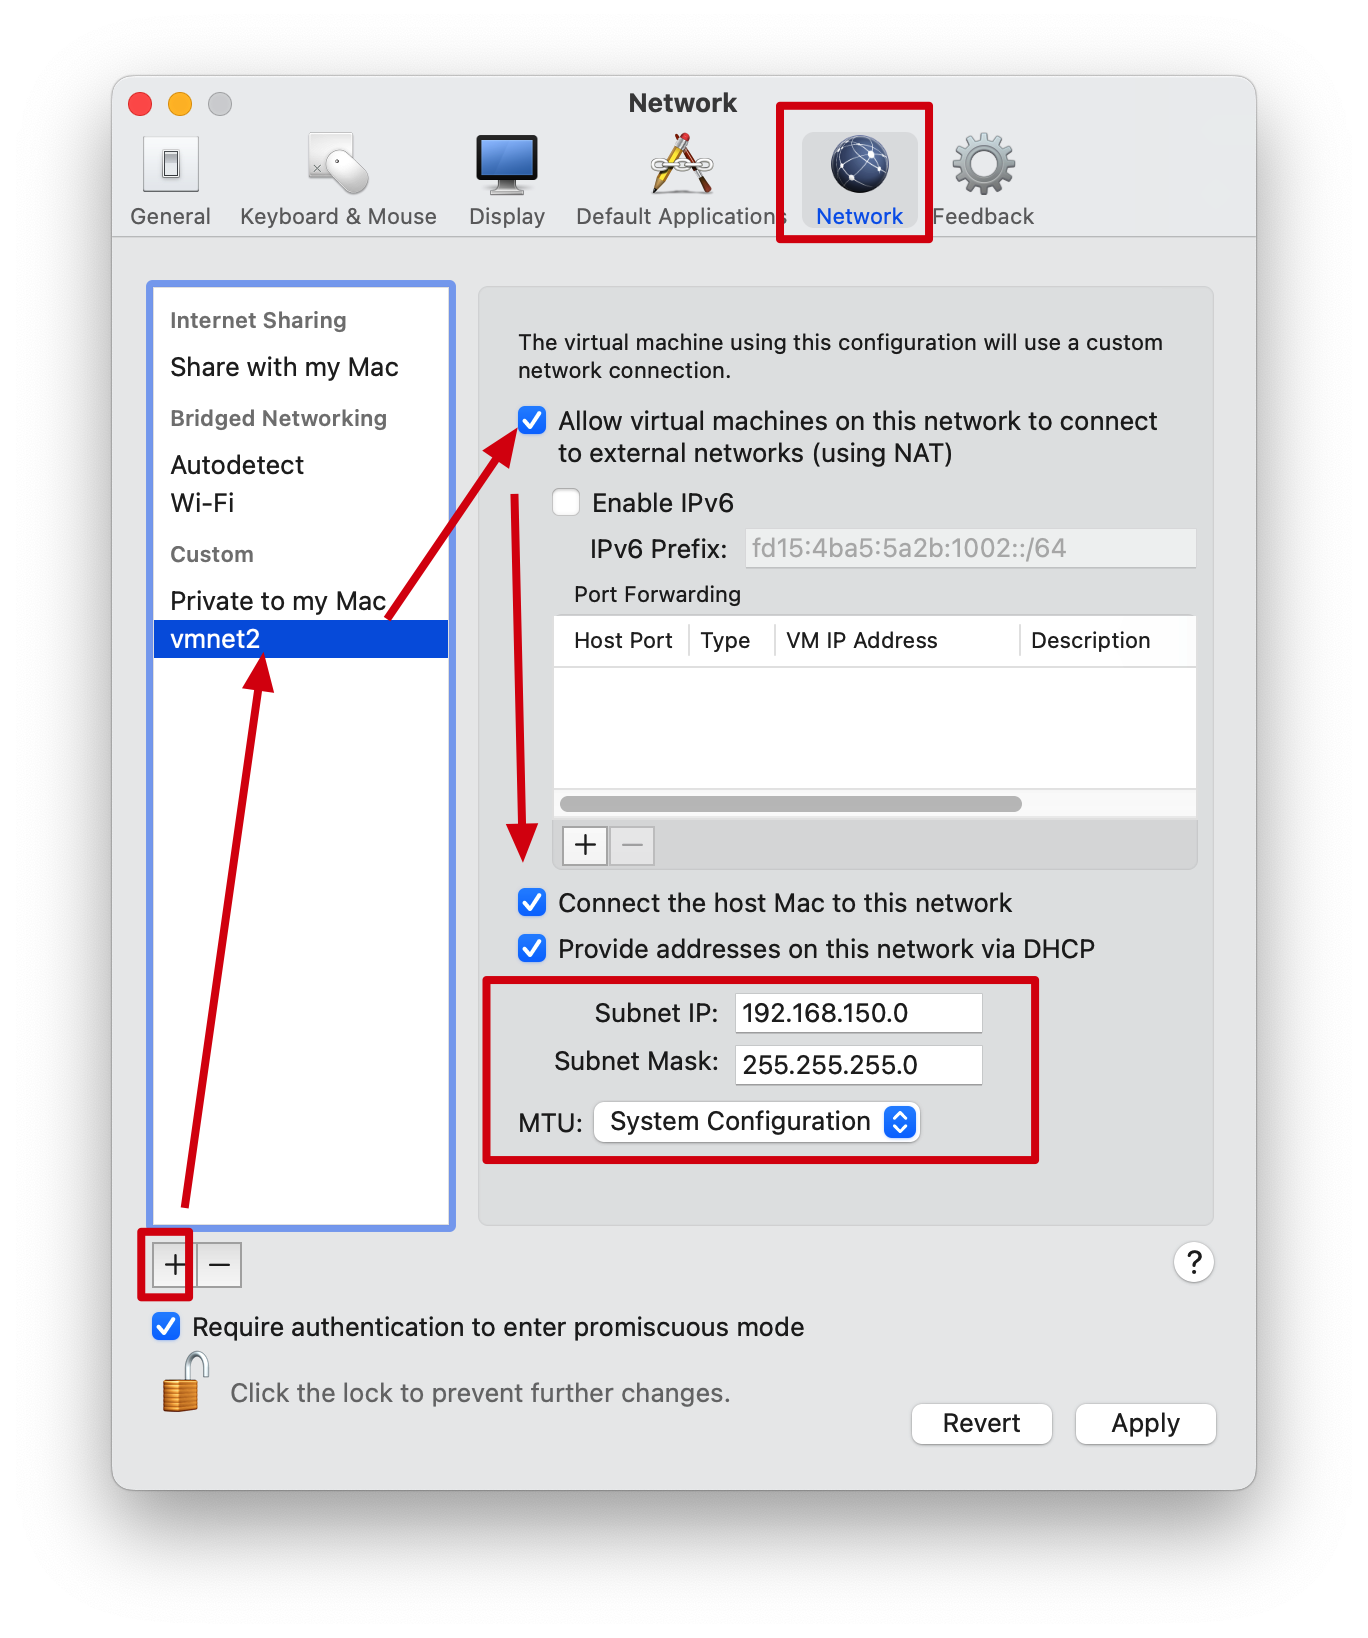 Network
General
Keyboard & Mouse
Display
Default Applications
Network
Feedback
Internet Sharing
Share with my Mac
Bridged Networking
Autodetect
Wi-Fi
Custom
Private to my Mac
vmnet2
The virtual machine using this configuration will use a custom
network connection.
Allow virtual machines on this network to connect
to external networks (using NAT)
Enable IPv6
IPv6 Prefix: fd15:4ba5:5a2b:1002::/64
Port Forwarding
Host Port Type VM IP Address Description
+ −
Connect the host Mac to this network
Provide addresses on this network via DHCP
Subnet IP: 192.168.150.0
Subnet Mask: 255.255.255.0
MTU: System Configuration
+ −
?
Require authentication to enter promiscuous mode
Click the lock to prevent further changes.
Revert
Apply